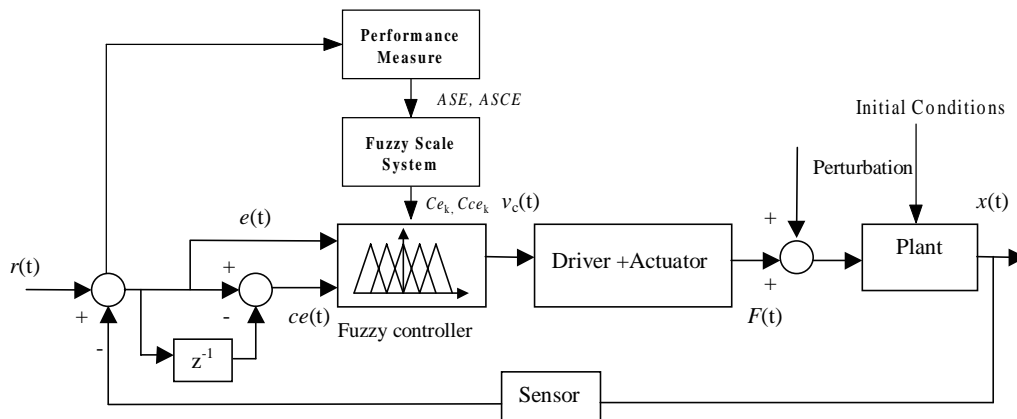 Performance
Measure
ASE, ASCE
Initial Conditions
Fuzzy Scale
System
Perturbation
Ce_k, Cce_k
v_c(t)
x(t)
e(t)
+
Plant
r(t)
+
Driver +Actuator
+
-
ce(t)
+
F(t)
-
Fuzzy controller
z^-1
Sensor